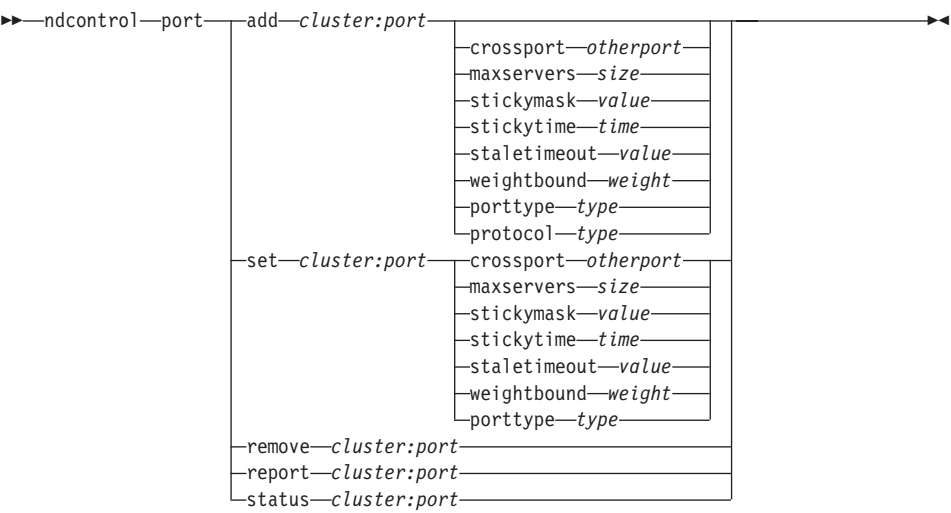 ndcontrol port add cluster:port
crossport otherport
maxservers size
stickymask value
stickytime time
staletimeout value
weightbound weight
porttype type
protocol type
set cluster:port crossport otherport
maxservers size
stickymask value
stickytime time
staletimeout value
weightbound weight
porttype type
remove cluster:port
report cluster:port
status cluster:port